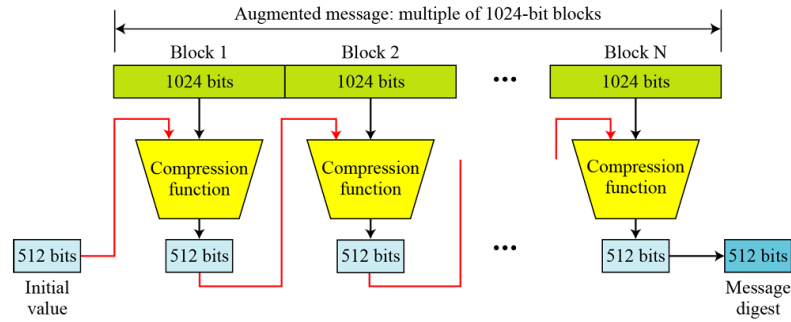 Augmented message: multiple of 1024-bit blocks
Block 1
Block 2
Block N
1024 bits
1024 bits
...
1024 bits
Compression
function
Compression
function
Compression
function
512 bits
512 bits
512 bits
...
512 bits
512 bits
Initial
value
Message
digest